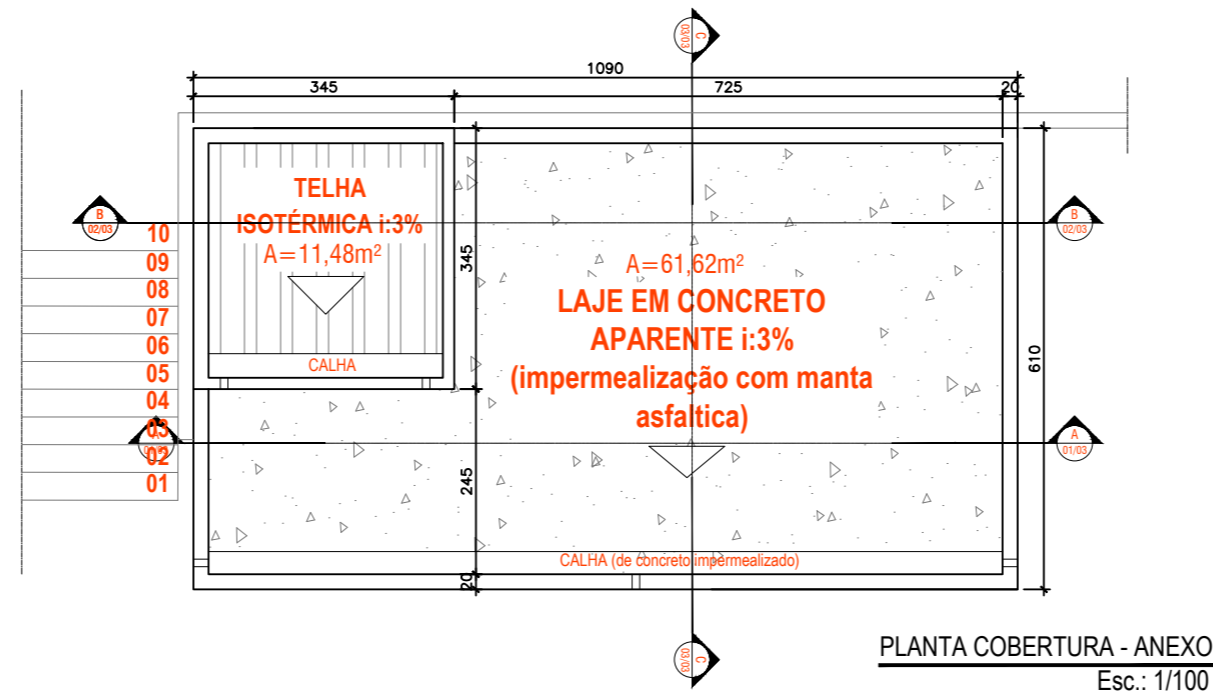 C
03/03
1090
345
725
20
TELHA
ISOTÉRMICA i:3%
A=11,48m²
CALHA
B
02/03
B
02/03
10
09
08
07
06
05
04
03
02
01
345
A=61,62m²
LAJE EM CONCRETO
APARENTE i:3%
(impermealização com manta
asfaltica)
610
A
01/03
245
CALHA (de concreto impermealizado)
20
C
03/03
PLANTA COBERTURA - ANEXO
Esc.: 1/100